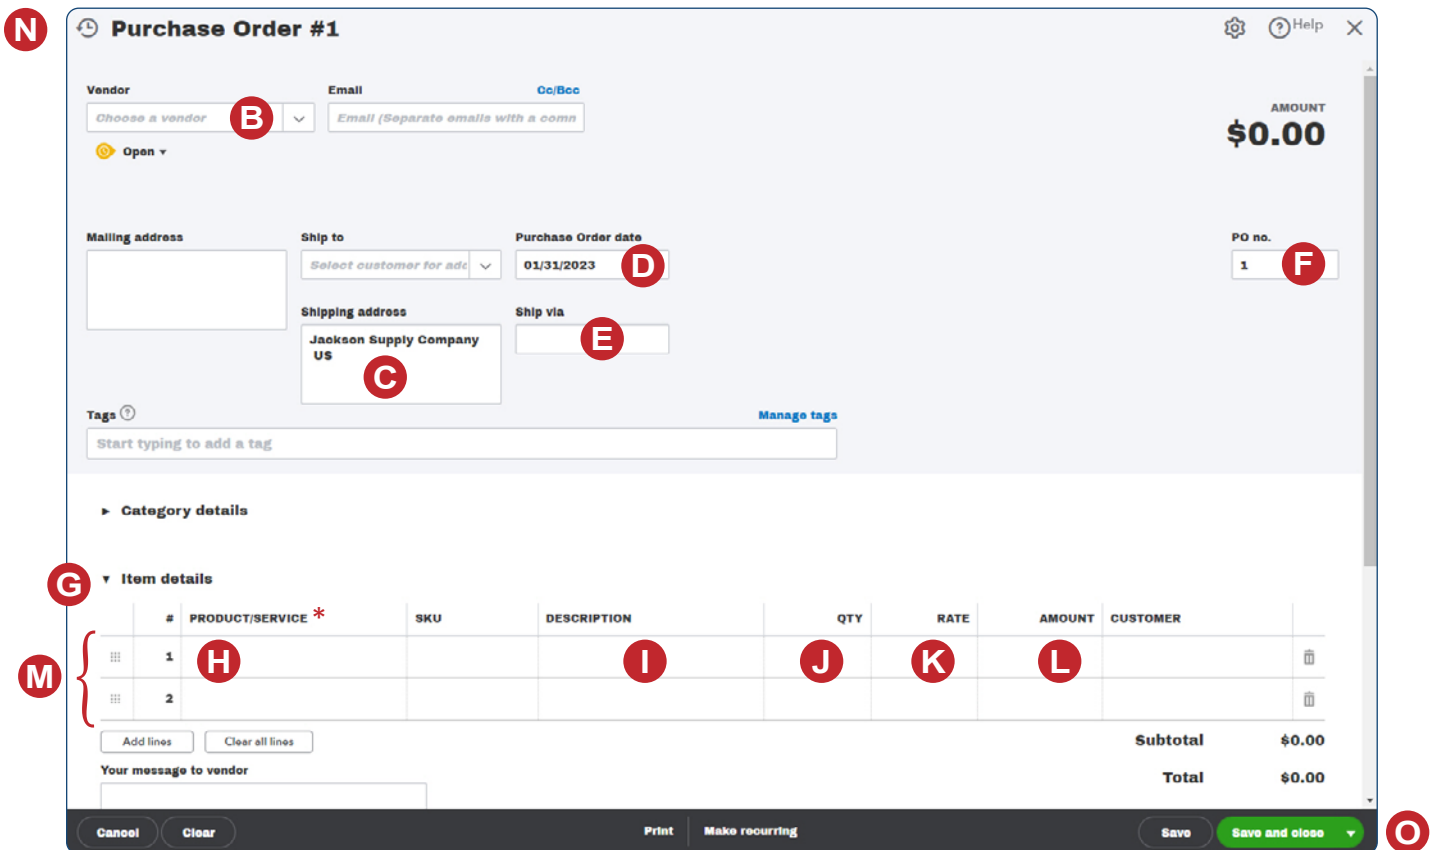 N Purchase Order #1 Help
Vendor Email Cc/Bcc
AMOUNT
Choose a vendor B Email (Separate emails with a comn
$0.00
Open
Mailing address Ship to Purchase Order date PO no.
Select customer for add 01/31/2023 D 1 F
Shipping address Ship via
Jackson Supply Company E
US
C
Tags ? Manage tags
Start typing to add a tag
Category details
G Item details
# PRODUCT/SERVICE * SKU DESCRIPTION QTY RATE AMOUNT CUSTOMER
1 H I J K L
M
2
Add lines Clear all lines Subtotal $0.00
Your message to vendor
Total $0.00
Cancel Clear Print Make recurring Save Save and close O